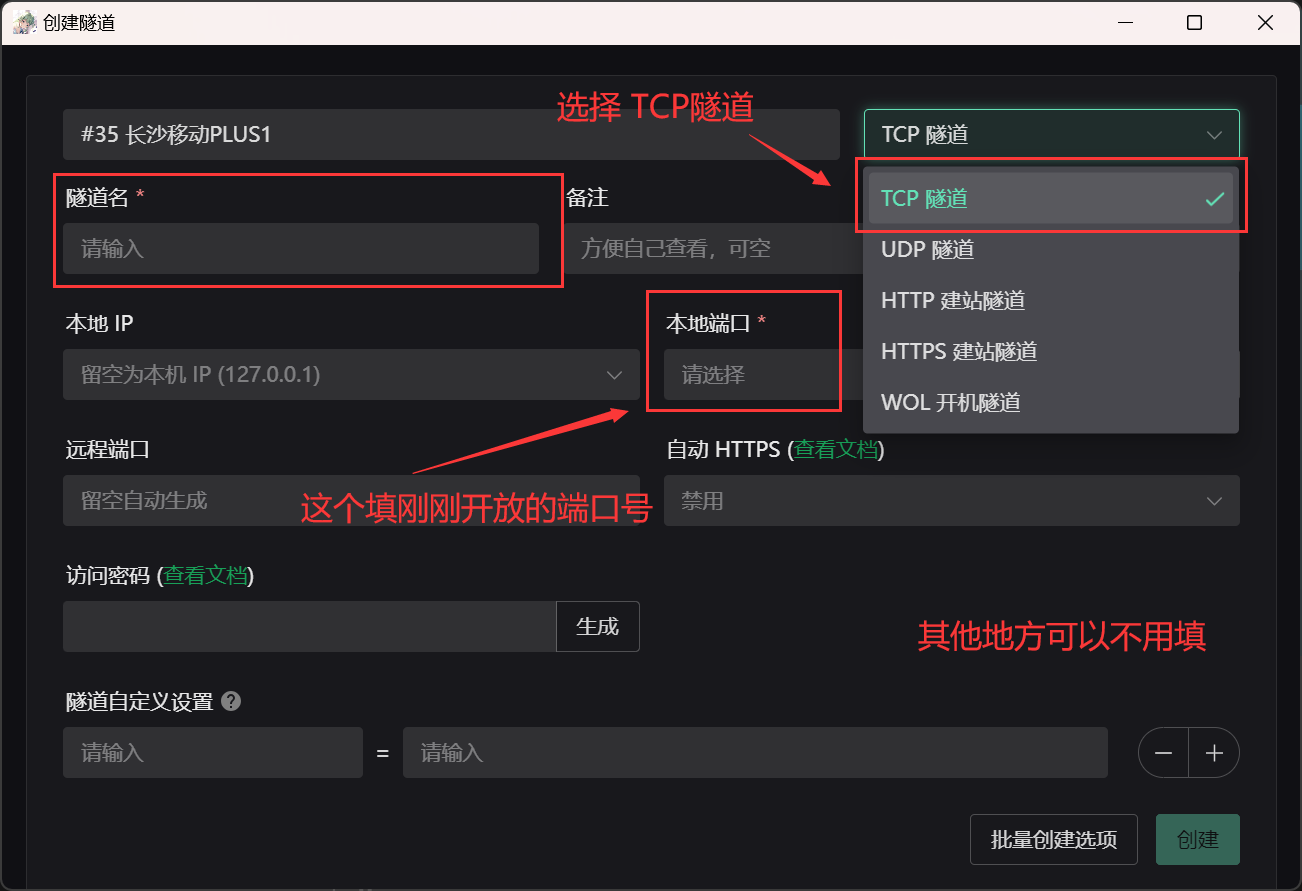 创建隧道
选择 TCP隧道
#35 长沙移动PLUS1
TCP 隧道
隧道名 *
备注
TCP 隧道
请输入
方便自己查看，可空
UDP 隧道
HTTP 建站隧道
本地 IP
本地端口 *
HTTPS 建站隧道
留空为本机 IP (127.0.0.1)
请选择
WOL 开机隧道
远程端口
自动 HTTPS (查看文档)
留空自动生成
这个填刚刚开放的端口号
禁用
访问密码 (查看文档)
生成
其他地方可以不用填
隧道自定义设置 ?
请输入
=
请输入
批量创建选项
创建